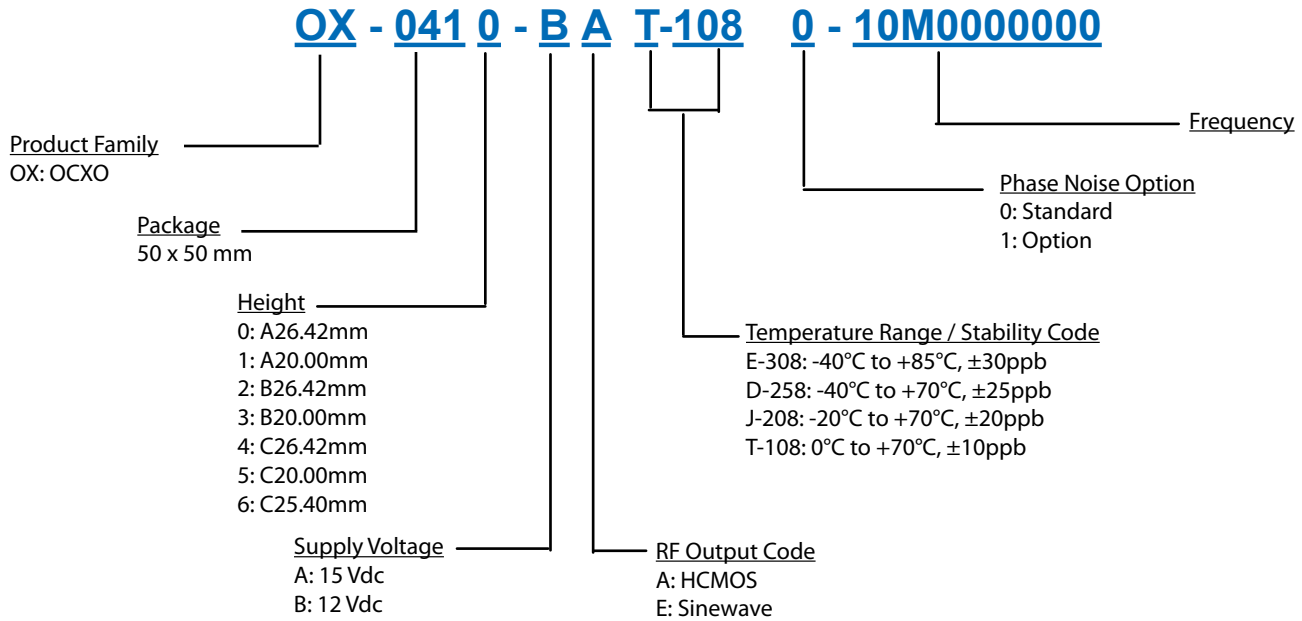 OX - 041 0 - B A T-108 0 - 10M0000000
Frequency
Product Family
OX: OCXO
Phase Noise Option
0: Standard
1: Option
Package
50 x 50 mm
Height
0: A26.42mm
1: A20.00mm
2: B26.42mm
3: B20.00mm
4: C26.42mm
5: C20.00mm
6: C25.40mm
Temperature Range / Stability Code
E-308: -40°C to +85°C, ±30ppb
D-258: -40°C to +70°C, ±25ppb
J-208: -20°C to +70°C, ±20ppb
T-108: 0°C to +70°C, ±10ppb
Supply Voltage
A: 15 Vdc
B: 12 Vdc
RF Output Code
A: HCMOS
E: Sinewave